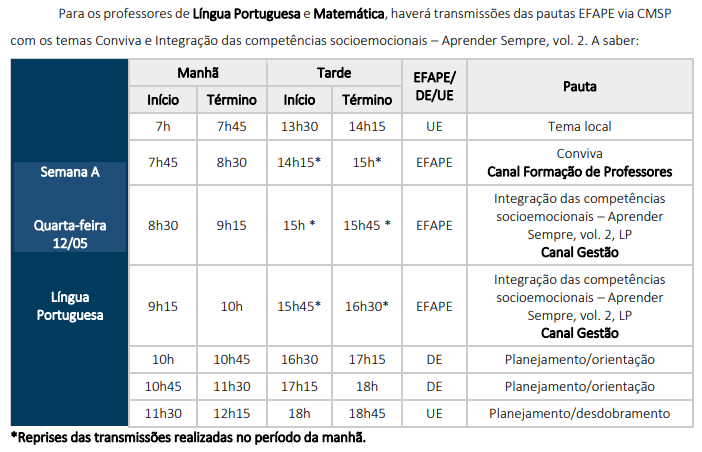 Para os professores de Língua Portuguesa e Matemática, haverá transmissões das pautas EFAPE via CMSP
com os temas Conviva e Integração das competências socioemocionais – Aprender Sempre, vol. 2. A saber:
Manhã Tarde EFAPE/ DE/UE Pauta
Início Término Início Término
Semana A
Quarta-feira
12/05
Língua
Portuguesa
7h 7h45 13h30 14h15 UE Tema local
7h45 8h30 14h15* 15h* EFAPE Conviva
Canal Formação de Professores
8h30 9h15 15h * 15h45 * EFAPE Integração das competências
socioemocionais – Aprender
Sempre, vol. 2, LP
Canal Gestão
9h15 10h 15h45* 16h30* EFAPE Integração das competências
socioemocionais – Aprender
Sempre, vol. 2, LP
Canal Gestão
10h 10h45 16h30 17h15 DE Planejamento/orientação
10h45 11h30 17h15 18h DE Planejamento/orientação
11h30 12h15 18h 18h45 UE Planejamento/desdobramento
*Reprises das transmissões realizadas no período da manhã.